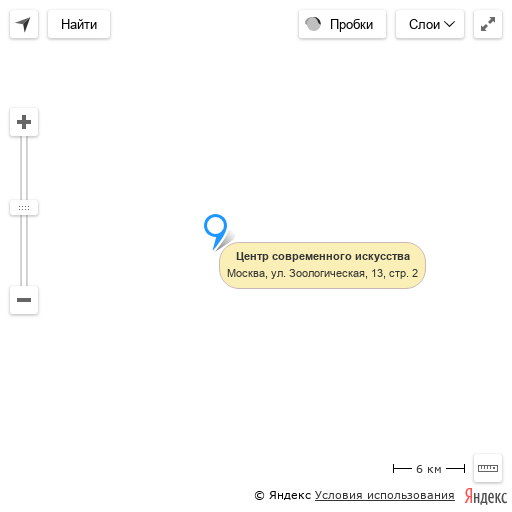 Найти
Пробки
Слои
Центр современного искусства
Москва, ул. Зоологическая, 13, стр. 2
6 км
© Яндекс Условия использования
Яндекс